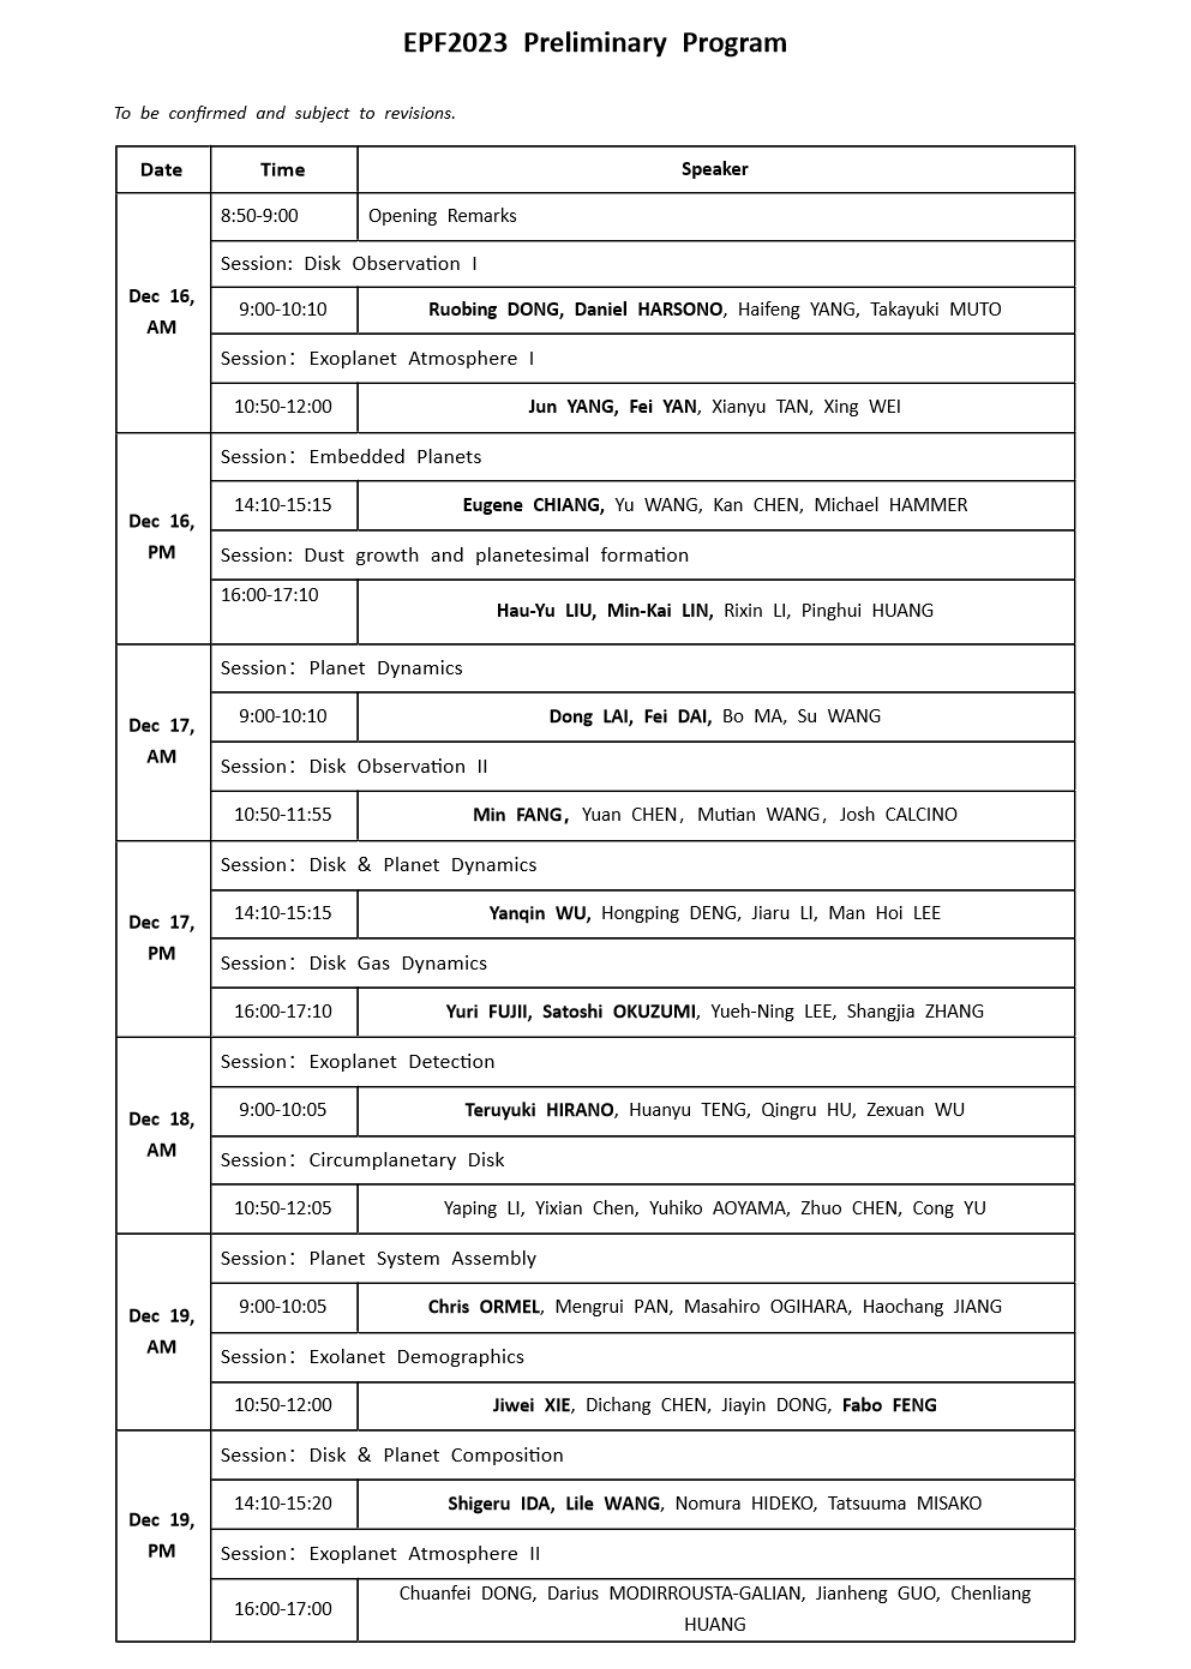 EPF2023 Preliminary Program
To be confirmed and subject to revisions.
Date Time Speaker
Dec 16, AM
8:50-9:00 Opening Remarks
Session: Disk Observation I
9:00-10:10 Ruobing DONG, Daniel HARSONO, Haifeng YANG, Takayuki MUTO
Session：Exoplanet Atmosphere I
10:50-12:00 Jun YANG, Fei YAN, Xianyu TAN, Xing WEI
Dec 16, PM
Session：Embedded Planets
14:10-15:15 Eugene CHIANG, Yu WANG, Kan CHEN, Michael HAMMER
Session: Dust growth and planetesimal formation
16:00-17:10 Hau-Yu LIU, Min-Kai LIN, Rixin LI, Pinghui HUANG
Dec 17, AM
Session：Planet Dynamics
9:00-10:10 Dong LAI, Fei DAI, Bo MA, Su WANG
Session：Disk Observation II
10:50-11:55 Min FANG, Yuan CHEN, Mutian WANG, Josh CALCINO
Dec 17, PM
Session：Disk & Planet Dynamics
14:10-15:15 Yanqin WU, Hongping DENG, Jiaru LI, Man Hoi LEE
Session：Disk Gas Dynamics
16:00-17:10 Yuri FUJII, Satoshi OKUZUMI, Yueh-Ning LEE, Shangjia ZHANG
Dec 18, AM
Session：Exoplanet Detection
9:00-10:05 Teruyuki HIRANO, Huanyu TENG, Qingru HU, Zexuan WU
Session：Circumplanetary Disk
10:50-12:05 Yaping LI, Yixian Chen, Yuhiko AOYAMA, Zhuo CHEN, Cong YU
Dec 19, AM
Session：Planet System Assembly
9:00-10:05 Chris ORMEL, Mengrui PAN, Masahiro OGIHARA, Haochang JIANG
Session：Exolanet Demographics
10:50-12:00 Jiwei XIE, Dichang CHEN, Jiayin DONG, Fabo FENG
Dec 19, PM
Session：Disk & Planet Composition
14:10-15:20 Shigeru IDA, Lile WANG, Nomura HIDEKO, Tatsuuma MISAKO
Session：Exoplanet Atmosphere II
16:00-17:00 Chuanfei DONG, Darius MODIRROUSTA-GALIAN, Jianheng GUO, Chenliang
HUANG